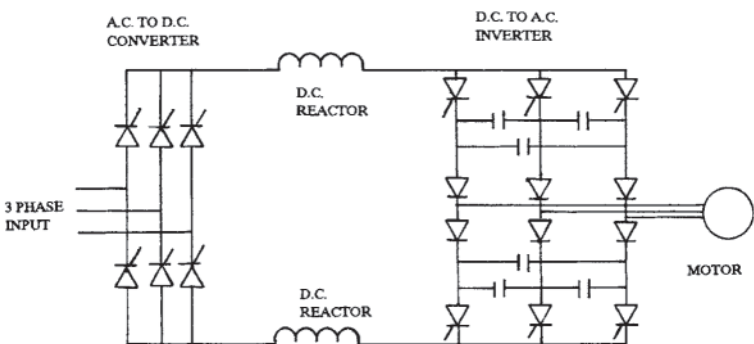 A.C. TO D.C.
CONVERTER
D.C.
REACTOR
D.C. TO A.C.
INVERTER
3 PHASE
INPUT
MOTOR
D.C.
REACTOR